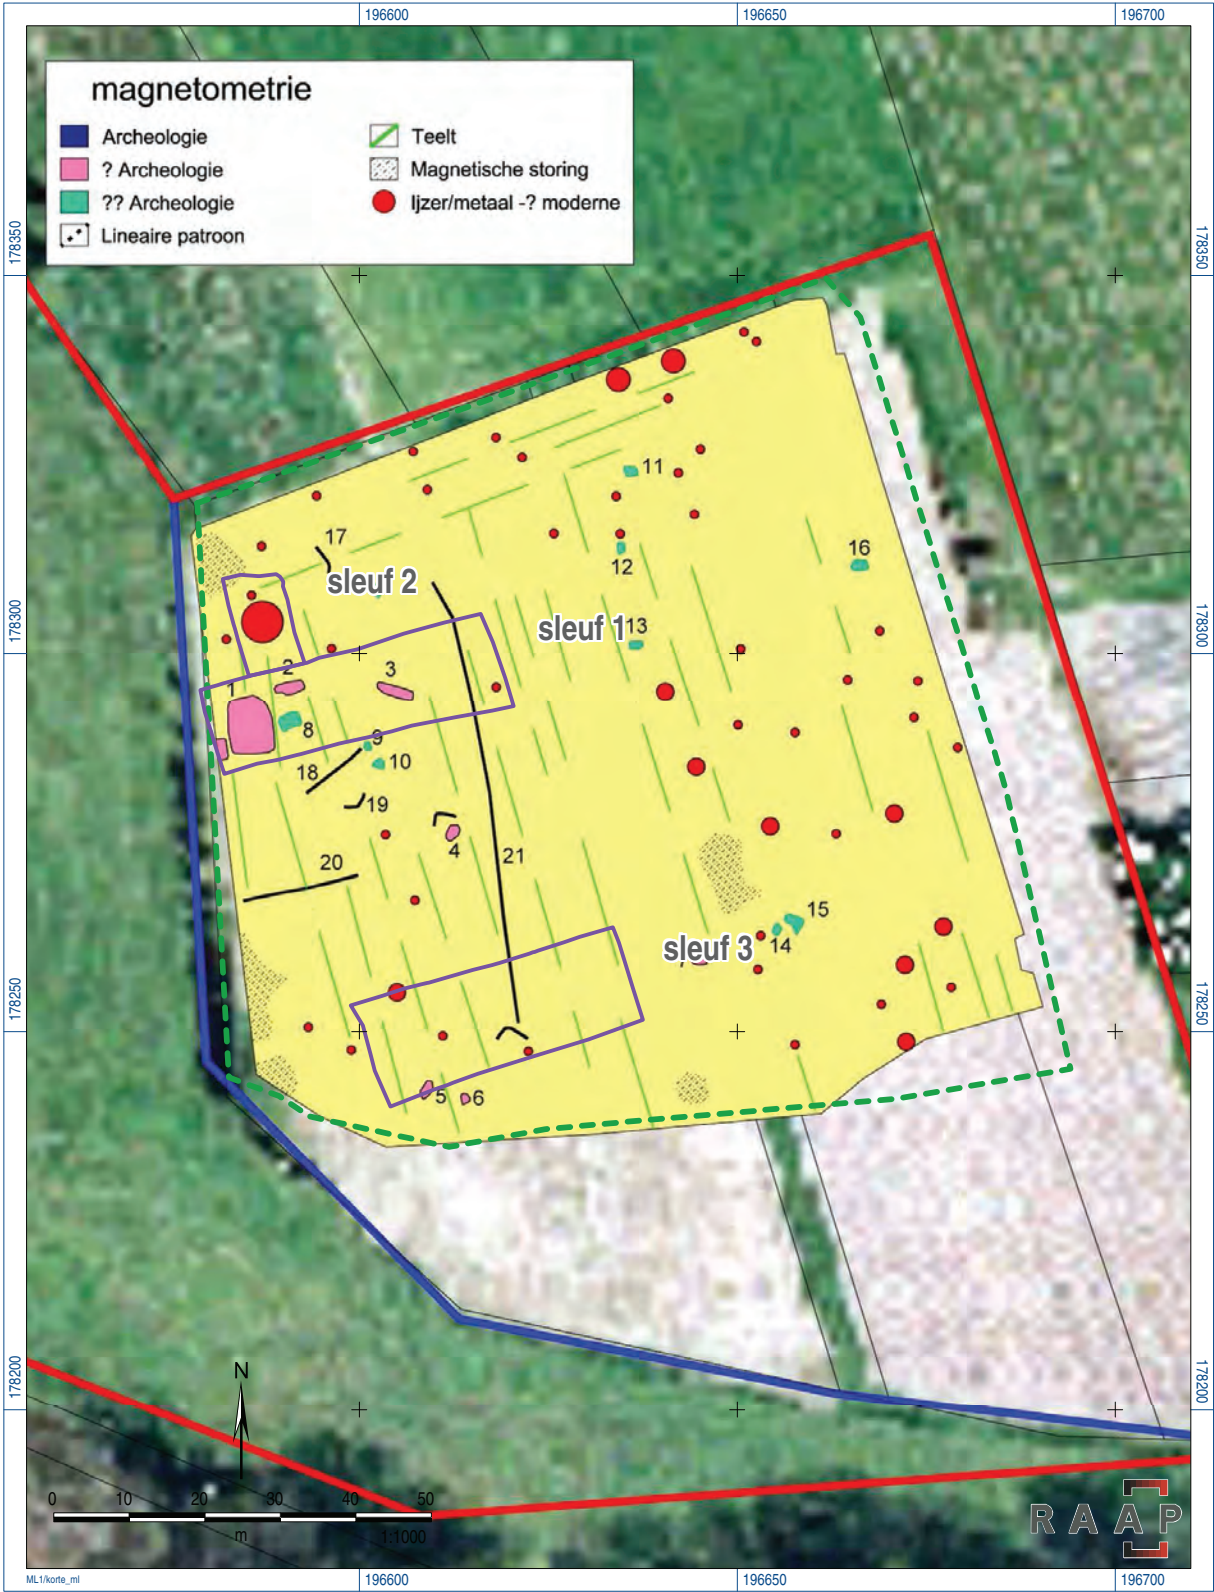 196600
196650
196700
magnetometrie
Archeologie
? Archeologie
?? Archeologie
Lineaire patroon
Teelt
Magnetische storing
Ijzer/metaal -? moderne
178350
178350
11
17
12
16
sleuf 2
sleuf 1
13
178300
178300
2
3
1
8
9
10
18
19
4
21
20
15
14
sleuf 3
178250
178250
5
6
178200
178200
N
0 10 20 30 40 50
m
1:1000
RAAP
ML1/korte_ml
196600
196650
196700